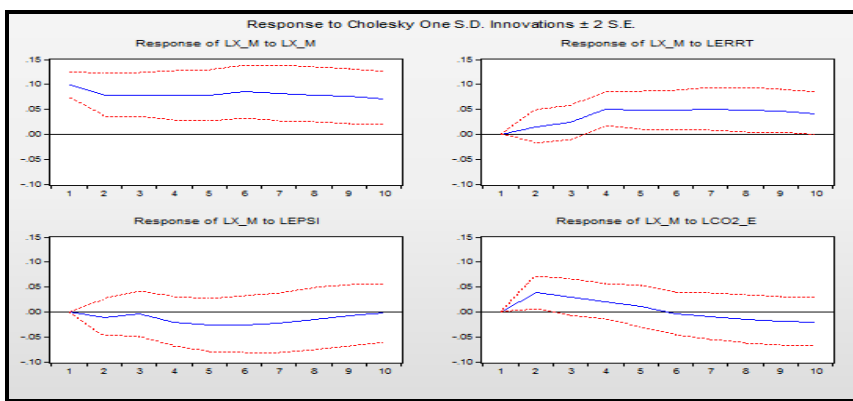 Response to Cholesky One S.D. Innovations ± 2 S.E.
Response of LX_M to LX_M
.15
.10
.05
.00
-.05
-.10
1 2 3 4 5 6 7 8 9 10
Response of LX_M to LERRT
.15
.10
.05
.00
-.05
-.10
1 2 3 4 5 6 7 8 9 10
Response of LX_M to LEPSI
.15
.10
.05
.00
-.05
-.10
1 2 3 4 5 6 7 8 9 10
Response of LX_M to LCO2_E
.15
.10
.05
.00
-.05
-.10
1 2 3 4 5 6 7 8 9 10